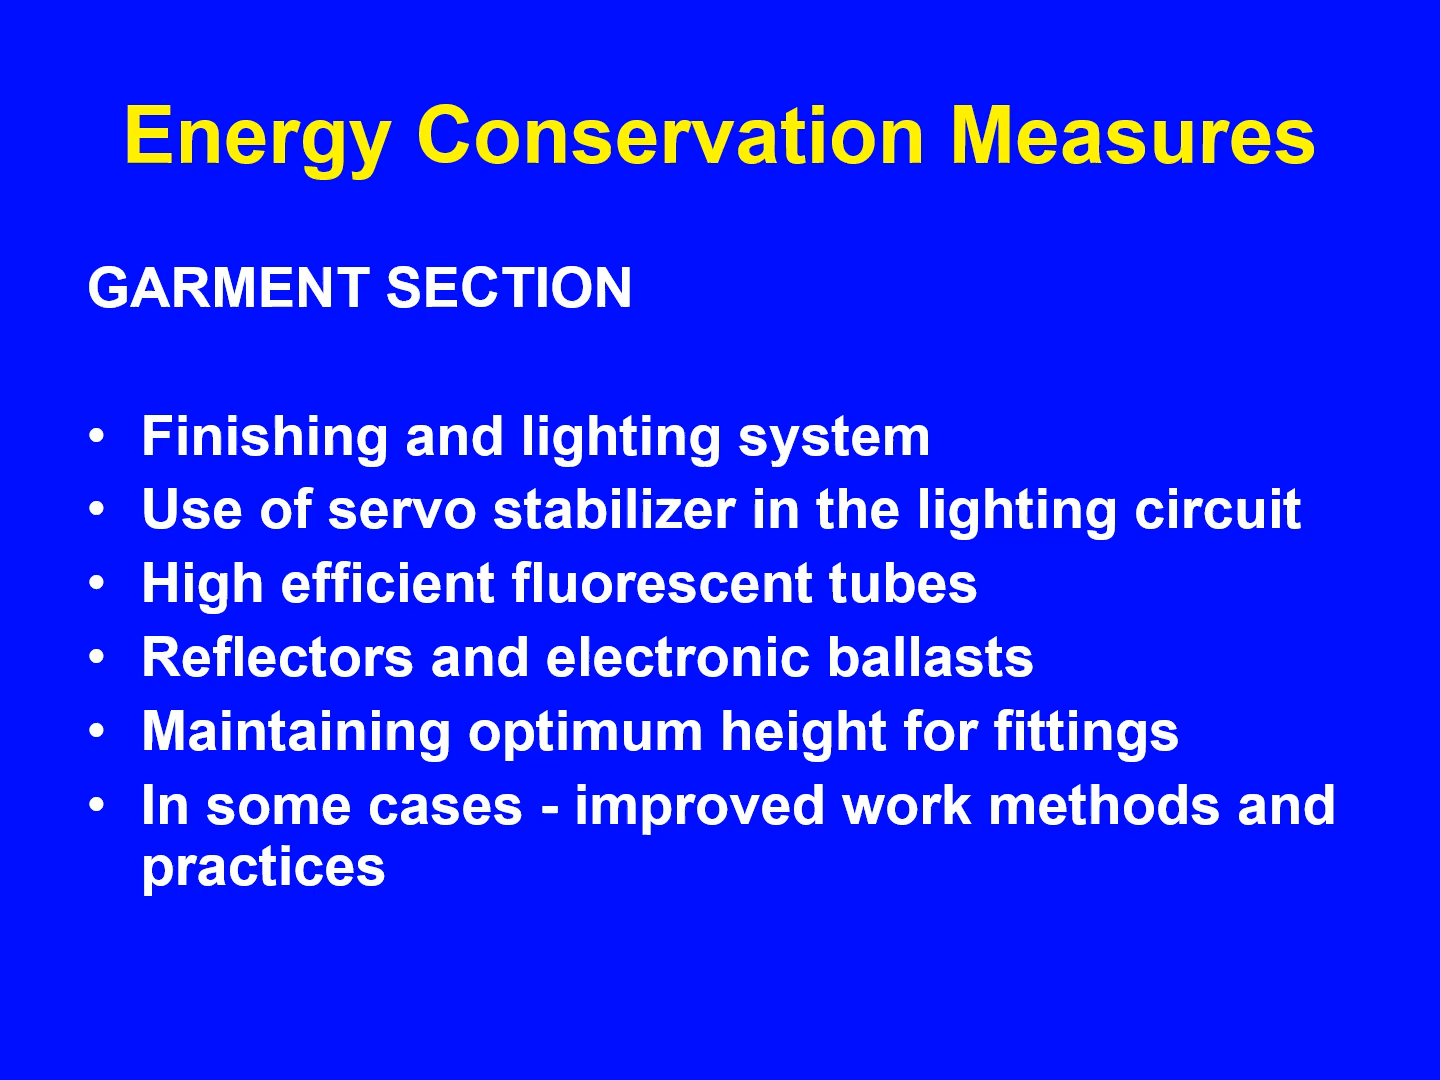 Energy Conservation Measures
GARMENT SECTION
• Finishing and lighting system
• Use of servo stabilizer in the lighting circuit
• High efficient fluorescent tubes
• Reflectors and electronic ballasts
• Maintaining optimum height for fittings
• In some cases - improved work methods and
practices